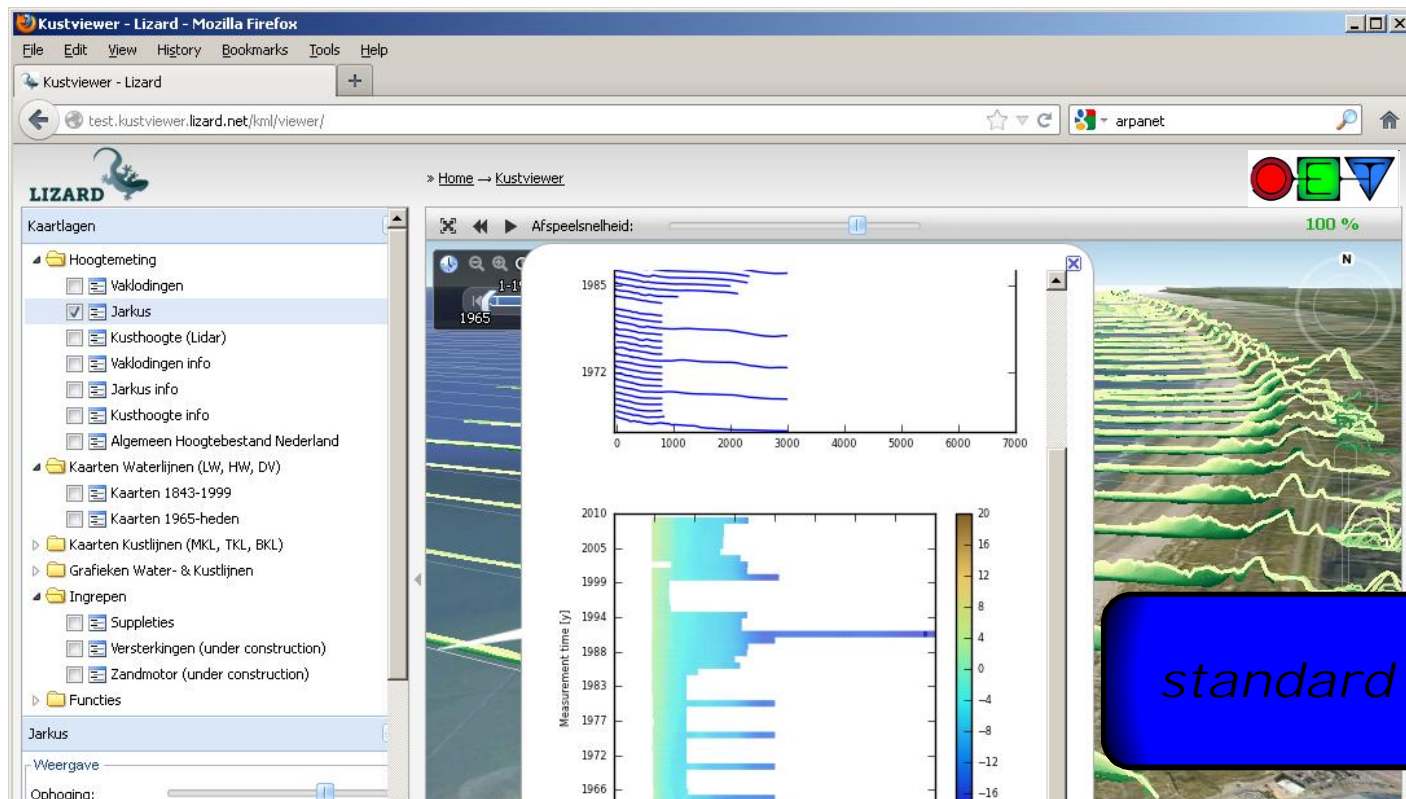 Kustviewer - Lizard - Mozilla Firefox
File Edit View History Bookmarks Tools Help
Kustviewer - Lizard
test.kustviewer.lizard.net/kml/viewer/
arpanet
LIZARD
» Home → Kustviewer
OET
Kaartlagen
Afspeelsnelheid:
100 %
Hoogtemeting
Vaklodingen
Jarkus
Kusthoogte (Lidar)
Vaklodingen info
Jarkus info
Kusthoogte info
Algemeen Hoogtebestand Nederland
Kaarten Waterlijnen (LW, HW, DV)
Kaarten 1843-1999
Kaarten 1965-heden
Kaarten Kustlijnen (MKL, TKL, BKL)
Grafieken Water- & Kustlijnen
Ingrepen
Suppleties
Versterkingen (under construction)
Zandmotor (under construction)
Functies
Jarkus
Weergave
Ophoging:
1965
N
1985
1972
0 1000 2000 3000 4000 5000 6000 7000
Measurement time [y]
2010
2005
1999
1994
1988
1983
1977
1972
1966
20
16
12
8
4
0
−4
−8
−12
−16
standard